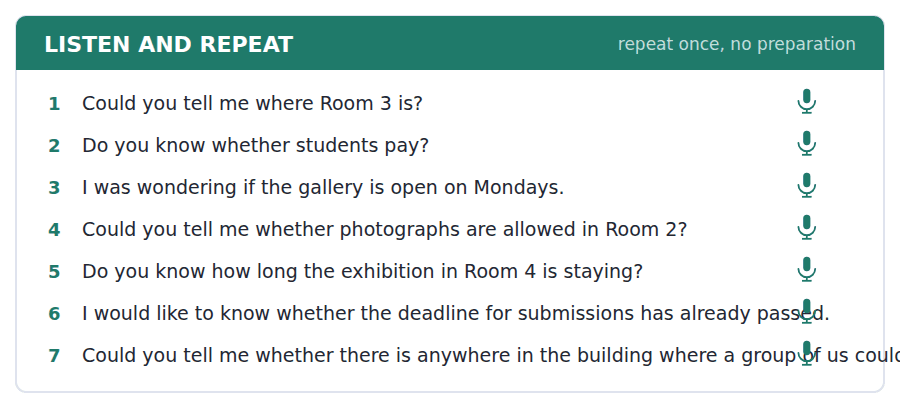 LISTEN AND REPEAT repeat once, no preparation
1 Could you tell me where Room 3 is?
2 Do you know whether students pay?
3 I was wondering if the gallery is open on Mondays.
4 Could you tell me whether photographs are allowed in Room 2?
5 Do you know how long the exhibition in Room 4 is staying?
6 I would like to know whether the deadline for submissions has already passed.
7 Could you tell me whether there is anywhere in the building where a group of us